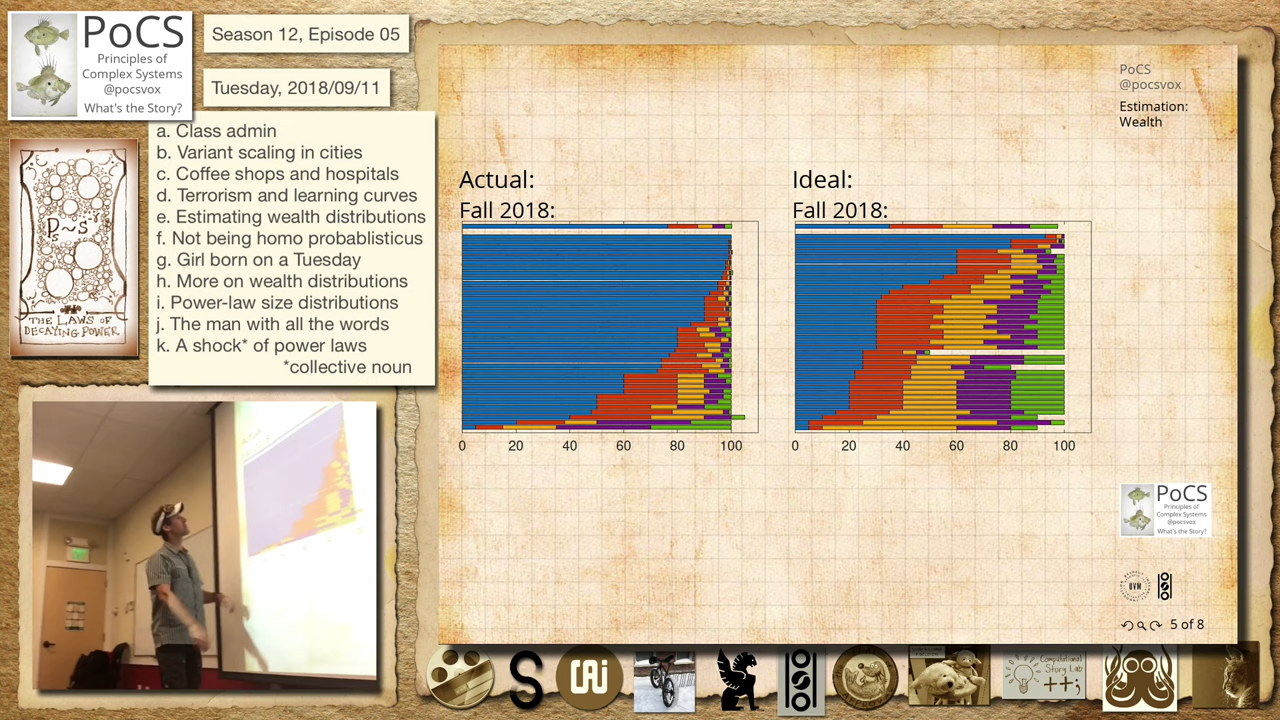 PoCS
Principles of
Complex Systems
@pocsvox
What's the Story?
Season 12, Episode 05
Tuesday, 2018/09/11
a. Class admin
b. Variant scaling in cities
c. Coffee shops and hospitals
d. Terrorism and learning curves
e. Estimating wealth distributions
f. Not being homo probablisticus
g. Girl born on a Tuesday
h. More on wealth distributions
i. Power-law size distributions
j. The man with all the words
k. A shock* of power laws
*collective noun
THE LAWS OF
DECAYING POWER
PoCS
@pocsvox
Estimation:
Wealth
Actual:
Fall 2018:
0 20 40 60 80 100
Ideal:
Fall 2018:
0 20 40 60 80 100
PoCS
Principles of
Complex Systems
@pocsvox
What's the Story?
UVM
5 of 8
Computational
Story Lab
++;